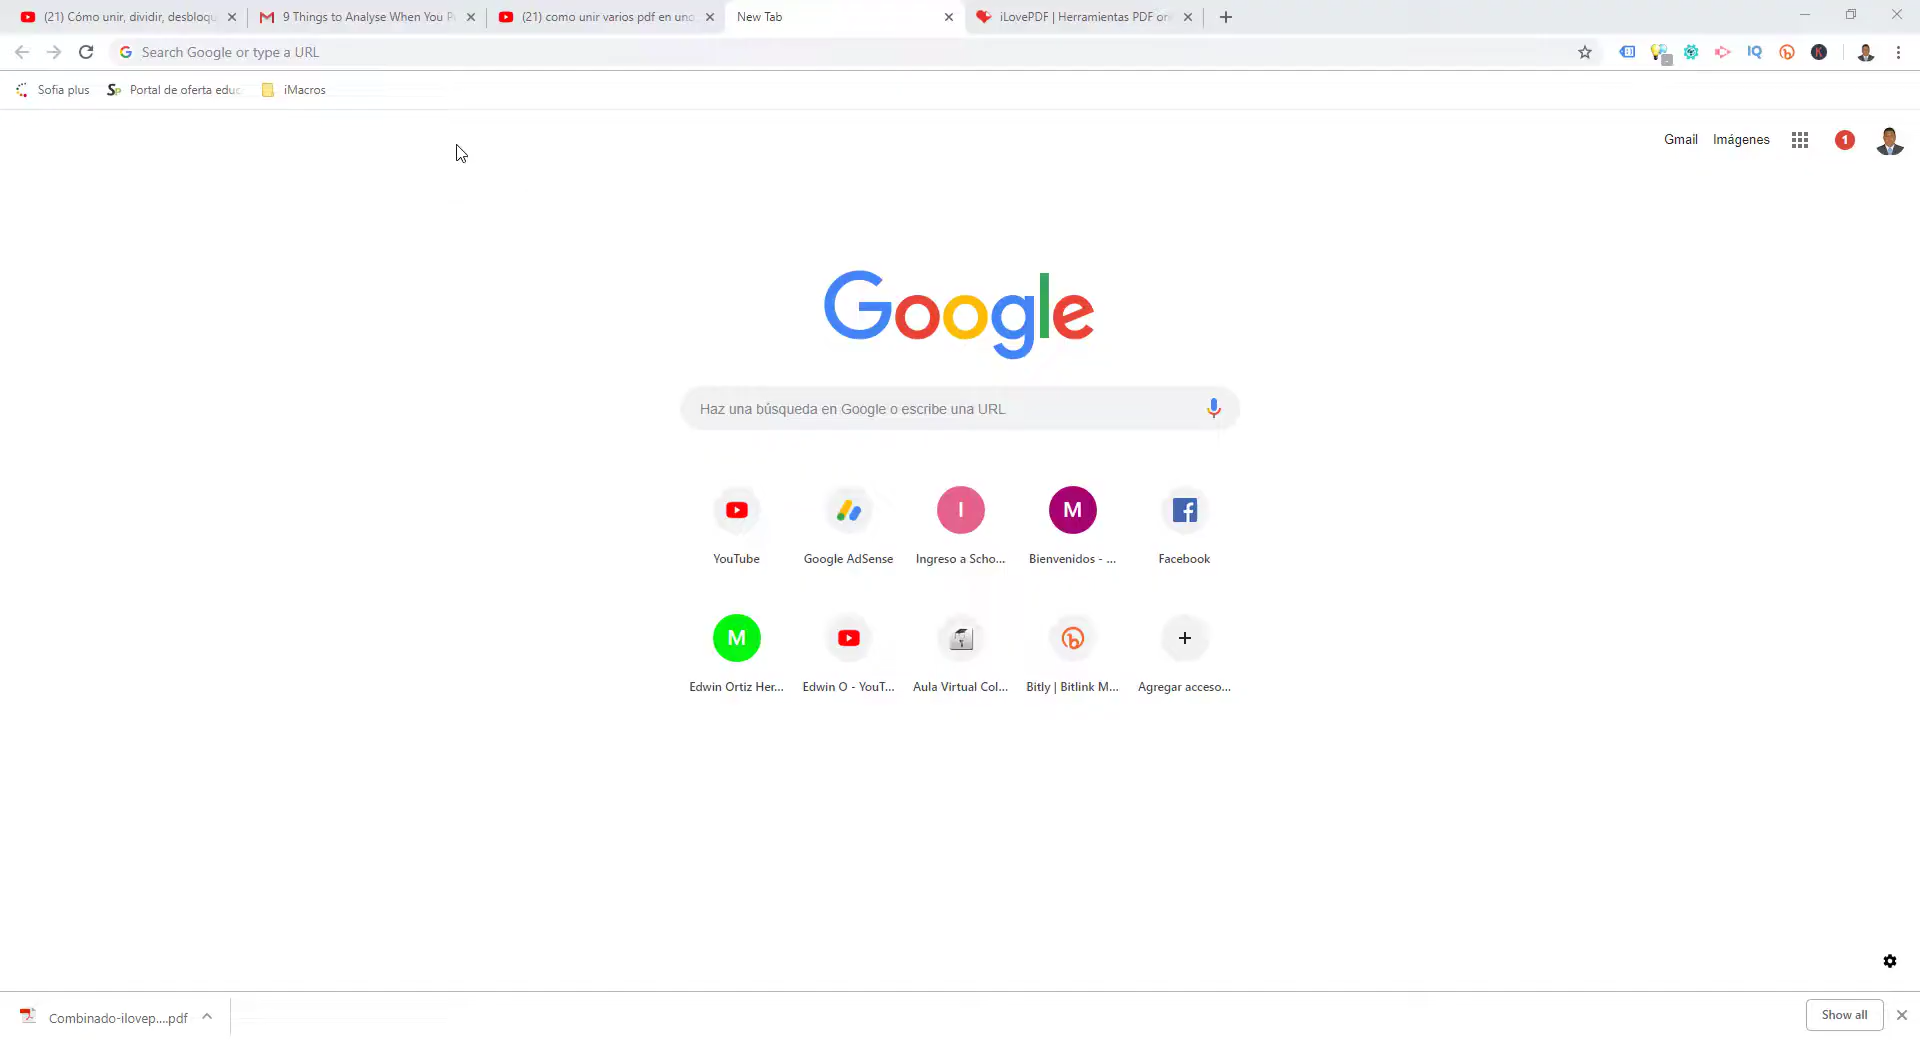 (21) Cómo unir, dividir, desbloqu
9 Things to Analyse When You P
(21) como unir varios pdf en uno
New Tab
iLovePDF | Herramientas PDF on
Search Google or type a URL
IQ
Sofia plus
Portal de oferta educ
iMacros
Gmail
Imágenes
1
Google
Haz una búsqueda en Google o escribe una URL
I
M
YouTube
Google AdSense
Ingreso a Scho...
Bienvenidos - ...
Facebook
M
Edwin Ortiz Her...
Edwin O - YouT...
Aula Virtual Col...
Bitly | Bitlink M...
Agregar acceso...
Combinado-ilovep....pdf
Show all